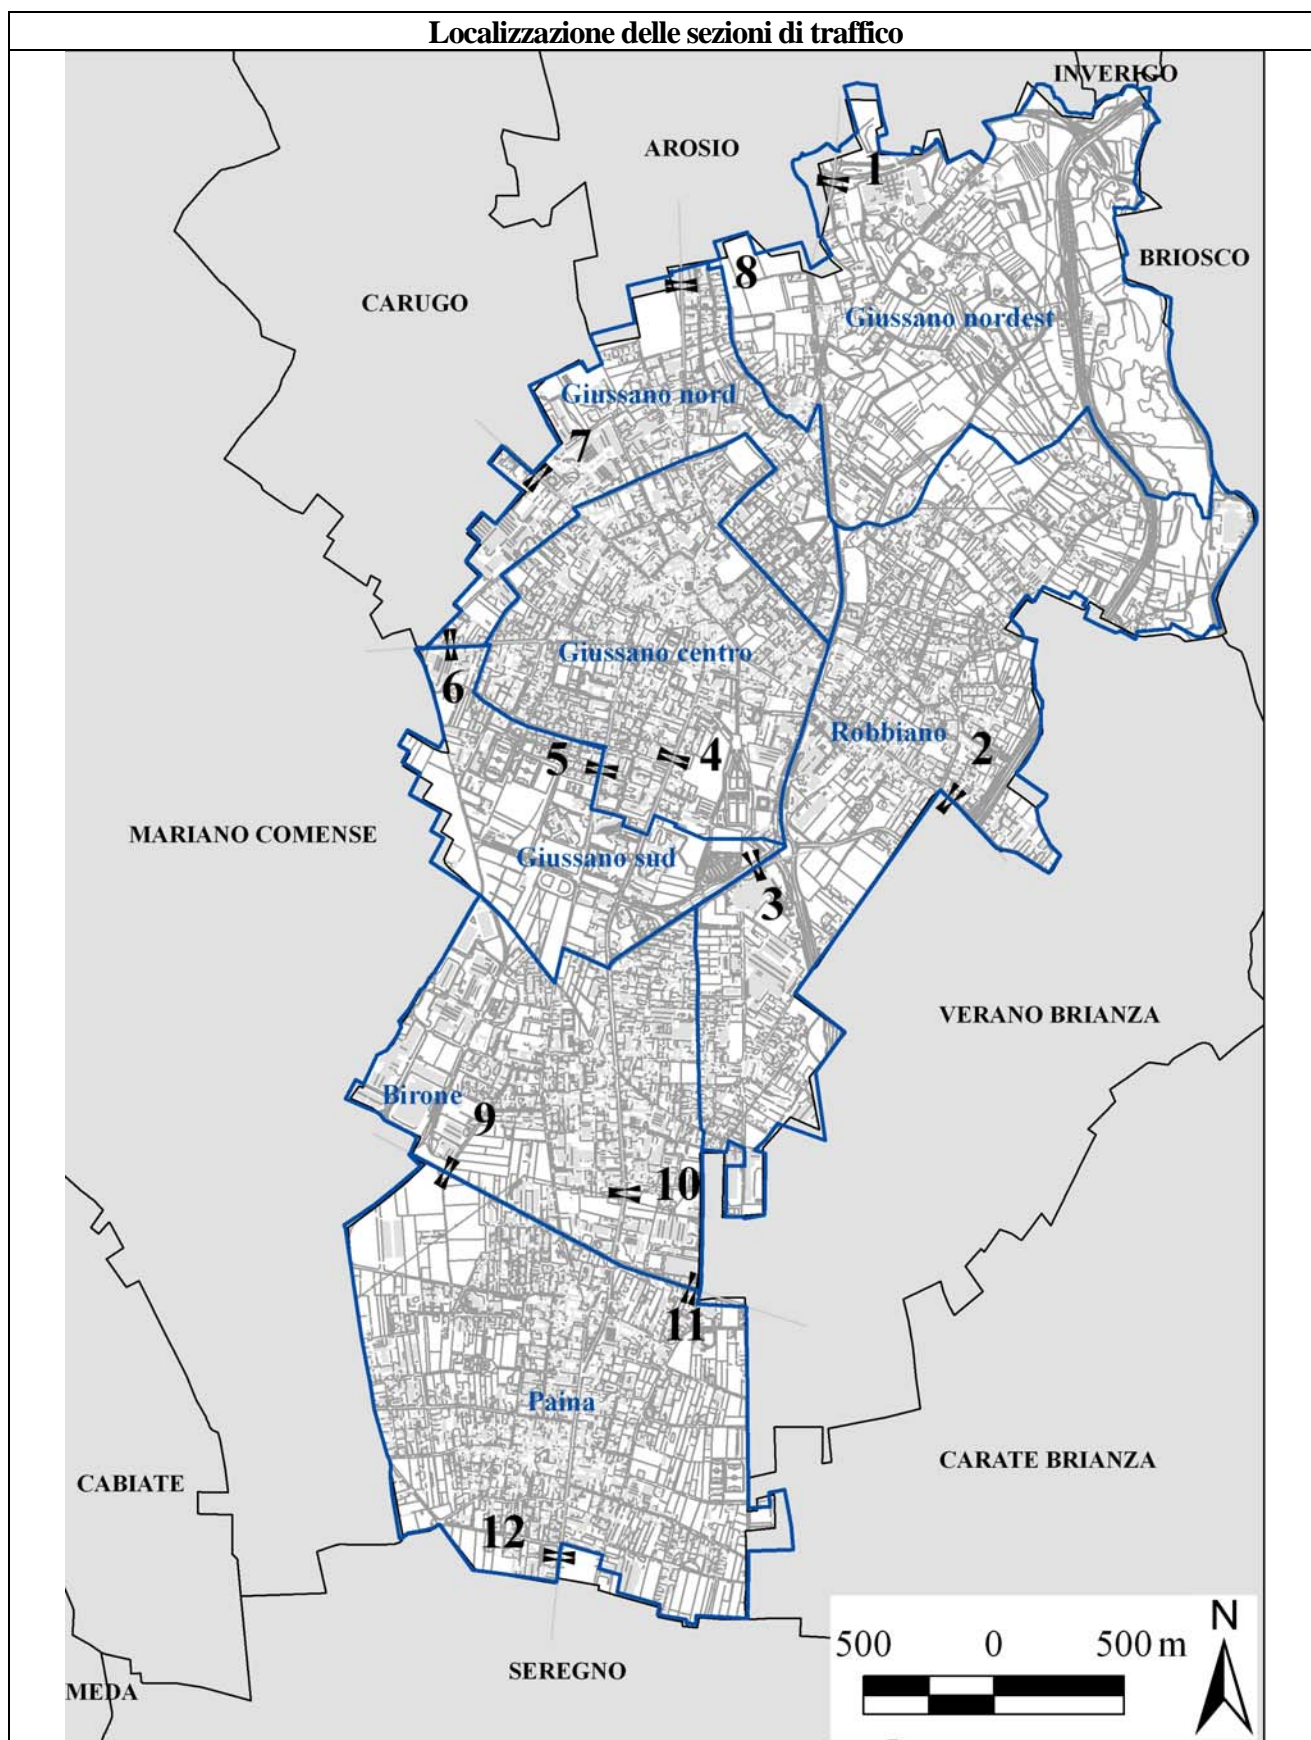 Localizzazione delle sezioni di traffico
INVERIGO
AROSIO
1
BRIOSCO
8
CARUGO
Giussano nordest
Giussano nord
7
Giussano centro
6
Robbiano
2
5
4
MARIANO COMENSE
Giussano sud
3
VERANO BRIANZA
Birone
9
10
11
Paina
CARATE BRIANZA
CABIATE
12
N
500 0 500 m
SEREGNO
MEDA